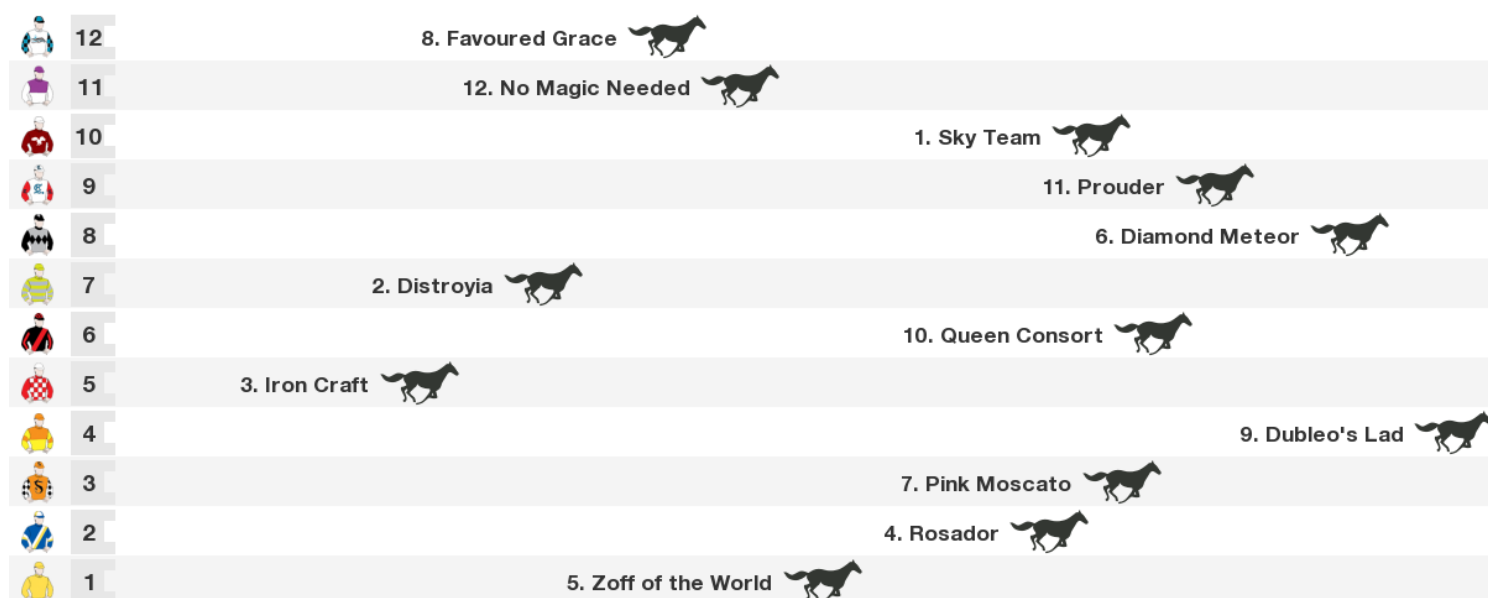 12 8. Favoured Grace
11 12. No Magic Needed
10 1. Sky Team
9 11. Prouder
8 6. Diamond Meteor
7 2. Distroyia
6 10. Queen Consort
5 3. Iron Craft
4 9. Dubleo's Lad
3 7. Pink Moscato
2 4. Rosador
1 5. Zoff of the World